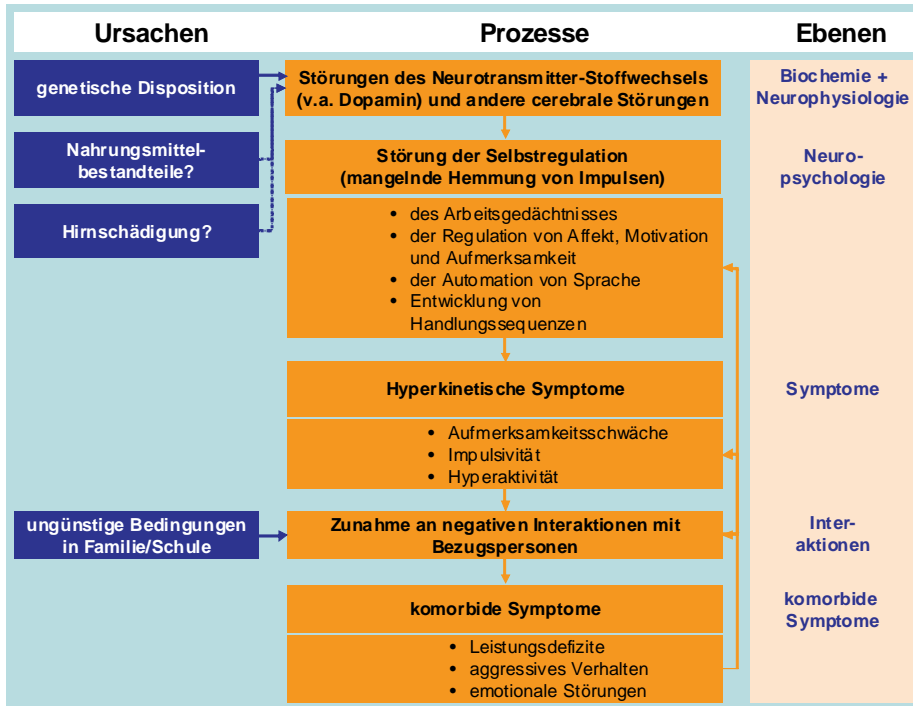 Ursachen
Prozesse
Ebenen
genetische Disposition
Störungen des Neurotransmitter-Stoffwechsels
(v.a. Dopamin) und andere cerebrale Störungen
Biochemie +
Neurophysiologie
Nahrungsmittel-
bestandteile?
Störung der Selbstregulation
(mangelnde Hemmung von Impulsen)
Neuro-
psychologie
Hirnschädigung?
• des Arbeitsgedächtnisses
• der Regulation von Affekt, Motivation
und Aufmerksamkeit
• der Automation von Sprache
• Entwicklung von
Handlungssequenzen
Hyperkinetische Symptome
Symptome
• Aufmerksamkeitsschwäche
• Impulsivität
• Hyperaktivität
ungünstige Bedingungen
in Familie/Schule
Zunahme an negativen Interaktionen mit
Bezugspersonen
Inter-
aktionen
komorbide Symptome
komorbide
Symptome
• Leistungsdefizite
• aggressives Verhalten
• emotionale Störungen